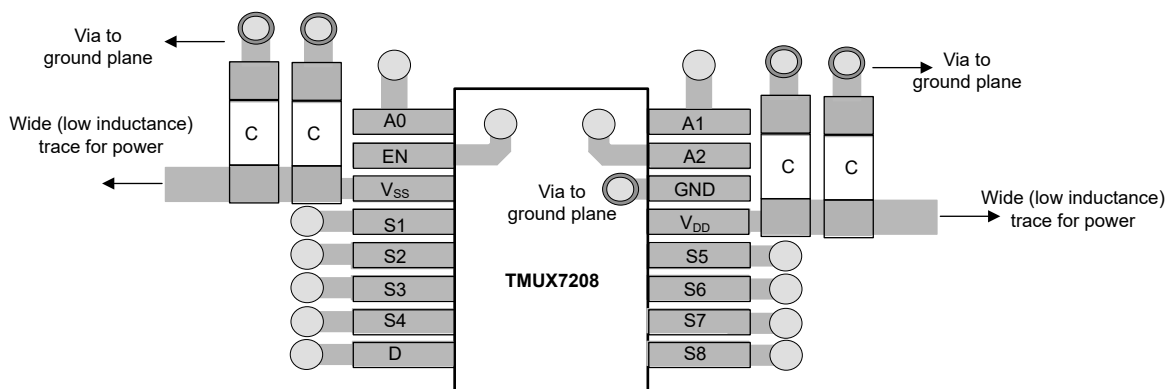 Via to
ground plane
Wide (low inductance)
trace for power
C
C
A0
EN
V_SS
S1
S2
S3
S4
D
Via to
ground plane
TMUX7208
A1
A2
GND
V_DD
S5
S6
S7
S8
C
C
Via to
ground plane
Wide (low inductance)
trace for power